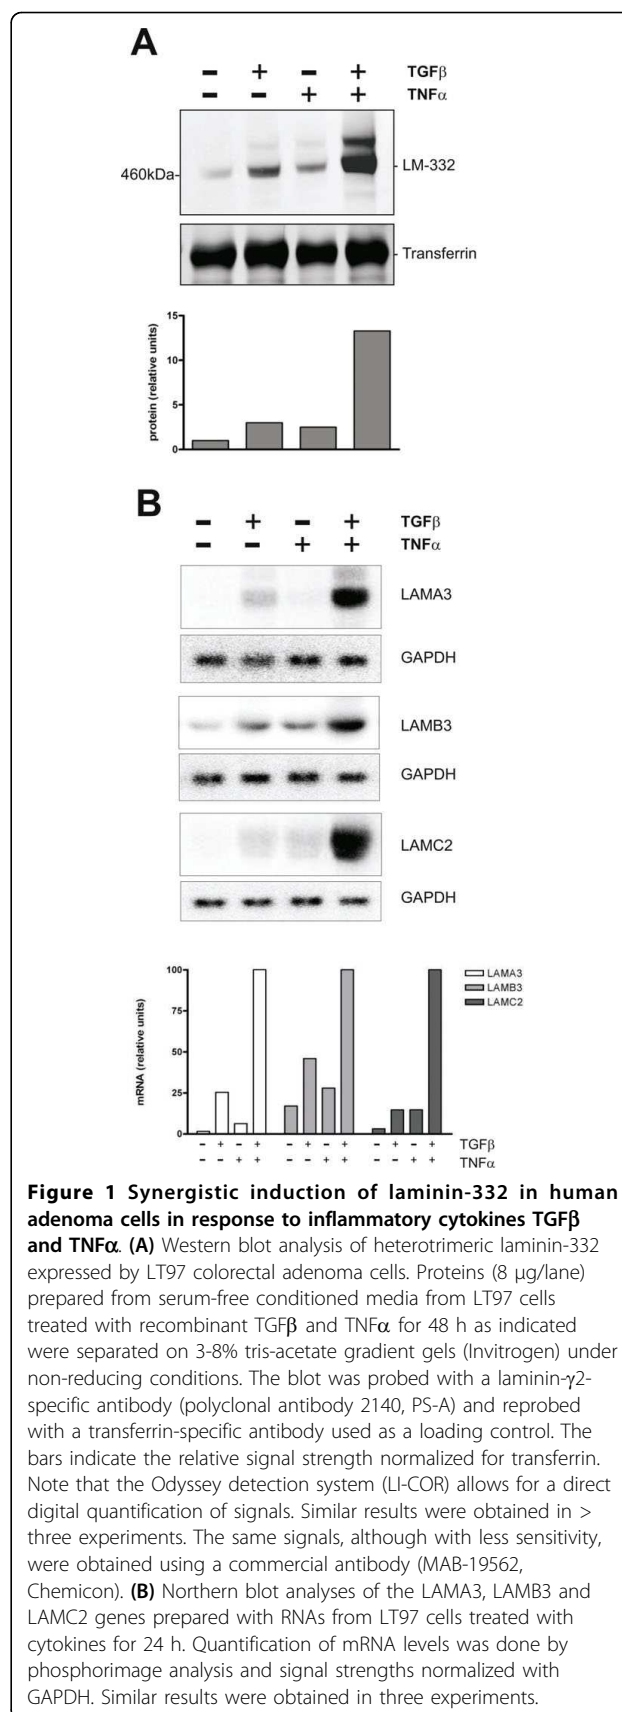 A
– + – + TGFβ
– – + + TNFα
460kDa-
- LM-332
- Transferrin
15
10
5
0
protein (relative units)
B
– + – + TGFβ
– – + + TNFα
LAMA3
GAPDH
LAMB3
GAPDH
LAMC2
GAPDH
100
75
50
25
0
mRNA (relative units)
LAMA3
LAMB3
LAMC2
– + – + – + – + – + – + TGFβ
– – + + – – + + – – + + TNFα
Figure 1 Synergistic induction of laminin-332 in human
adenoma cells in response to inflammatory cytokines TGFβ
and TNFα. (A) Western blot analysis of heterotrimeric laminin-332
expressed by LT97 colorectal adenoma cells. Proteins (8 μg/lane)
prepared from serum-free conditioned media from LT97 cells
treated with recombinant TGFβ and TNFα for 48 h as indicated
were separated on 3-8% tris-acetate gradient gels (Invitrogen) under
non-reducing conditions. The blot was probed with a laminin-γ2-
specific antibody (polyclonal antibody 2140, PS-A) and reprobed
with a transferrin-specific antibody used as a loading control. The
bars indicate the relative signal strength normalized for transferrin.
Note that the Odyssey detection system (LI-COR) allows for a direct
digital quantification of signals. Similar results were obtained in >
three experiments. The same signals, although with less sensitivity,
were obtained using a commercial antibody (MAB-19562,
Chemicon). (B) Northern blot analyses of the LAMA3, LAMB3 and
LAMC2 genes prepared with RNAs from LT97 cells treated with
cytokines for 24 h. Quantification of mRNA levels was done by
phosphorimage analysis and signal strengths normalized with
GAPDH. Similar results were obtained in three experiments.